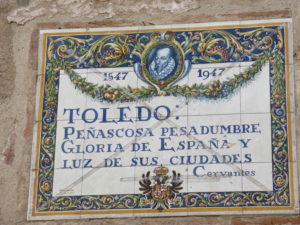 1547 1947
TOLEDO:
PEÑASCOSA PESADUMBRE
GLORIA DE ESPAÑA Y
LUZ DE SUS CIUDADES
Cervantes